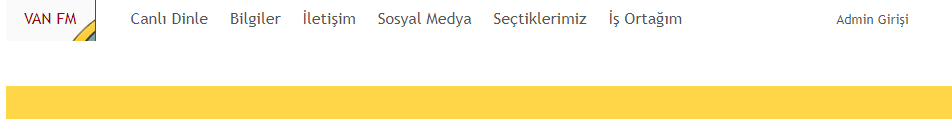 VAN FM Canlı Dinle Bilgiler İletişim Sosyal Medya Seçtiklerimiz İş Ortağım Admin Girişi